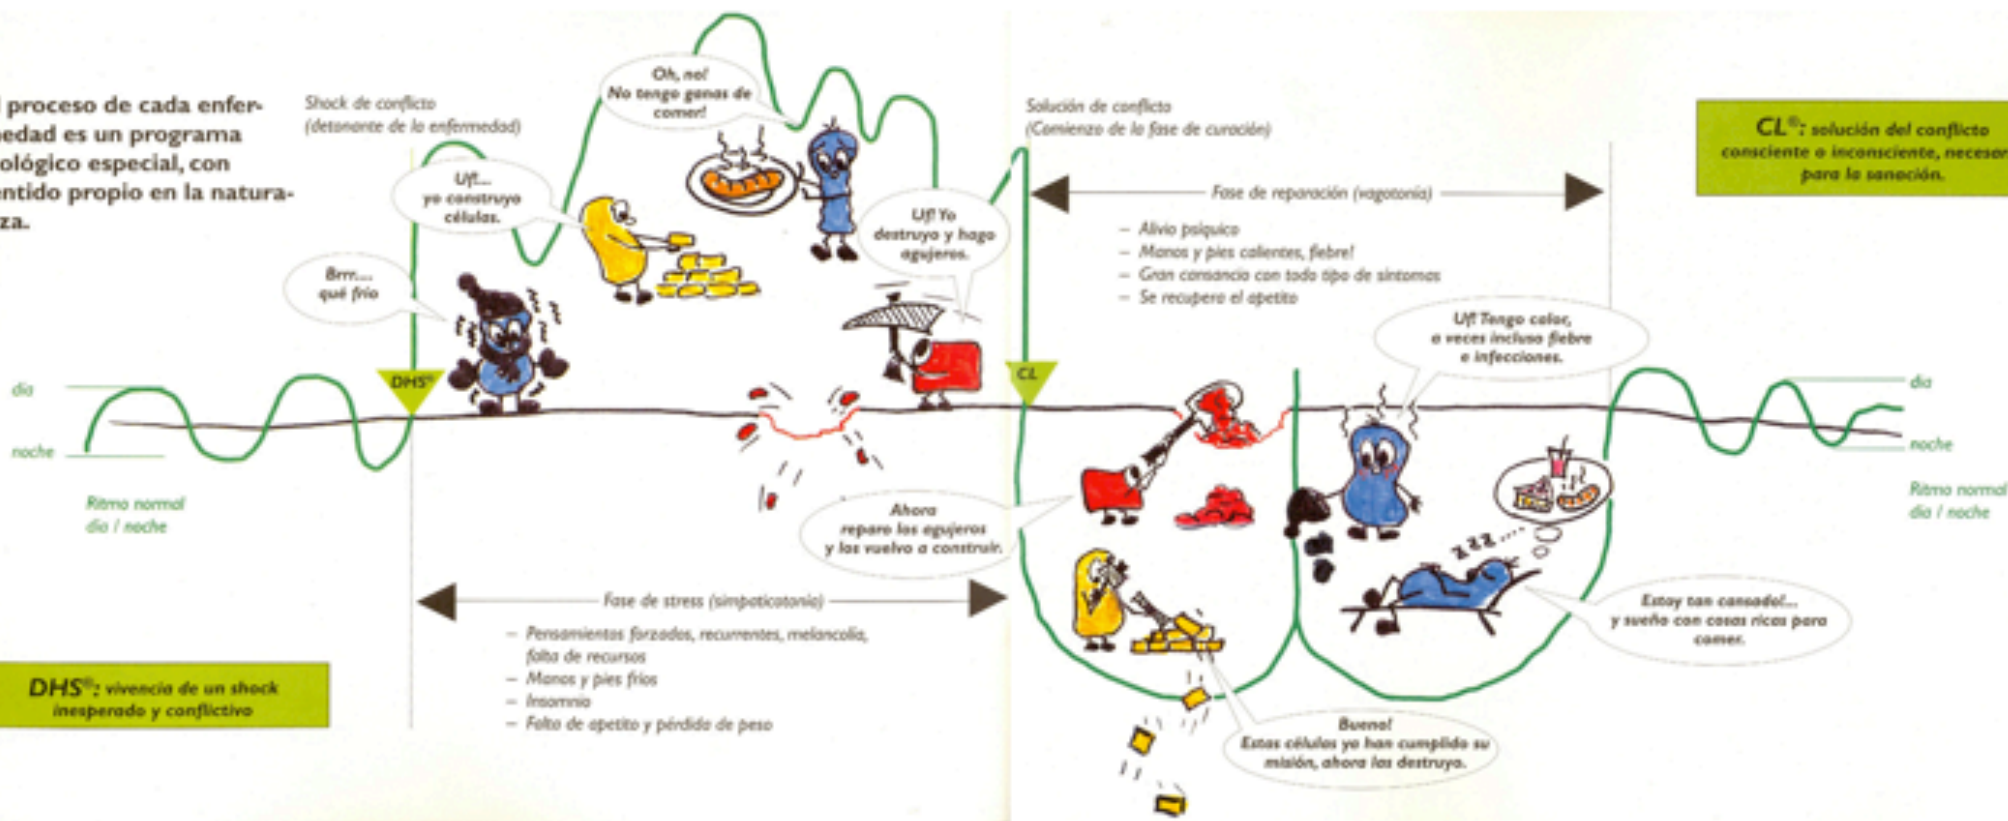 l proceso de cada enfer-
nedad es un programa
ológico especial, con
entido propio en la natura-
za.
Shock de conflicto
(detonante de la enfermedad)
Oh, no!
No tengo ganas de
comer!
Uf!...
yo construyo
células.
Uf! Yo
destruyo y hago
agujeros.
Brrr....
qué frío
Solución de conflicto
(Comienzo de la fase de curación)
CL®: solución del conflicto
consciente o inconsciente, necesar
para la sanación.
Fase de reparación (vagotonía)
– Alivio psíquico
– Manos y pies calientes, fiebre!
– Gran cansancio con todo tipo de síntomas
– Se recupera el apetito
Uf! Tengo calor,
a veces incluso fiebre
e infecciones.
DHS®
CL
día
noche
Ritmo normal
día / noche
día
noche
Ritmo normal
día / noche
Ahora
reparo los agujeros
y los vuelvo a construir.
zzz....
Estoy tan cansado!...
y sueño con cosas ricas para
comer.
Fase de stress (simpaticotonía)
– Pensamientos forzados, recurrentes, melancolía,
falta de recursos
– Manos y pies fríos
– Insomnio
– Falta de apetito y pérdida de peso
DHS®: vivencia de un shock
inesperado y conflictivo
Bueno!
Estas células ya han cumplido su
misión, ahora las destruyo.